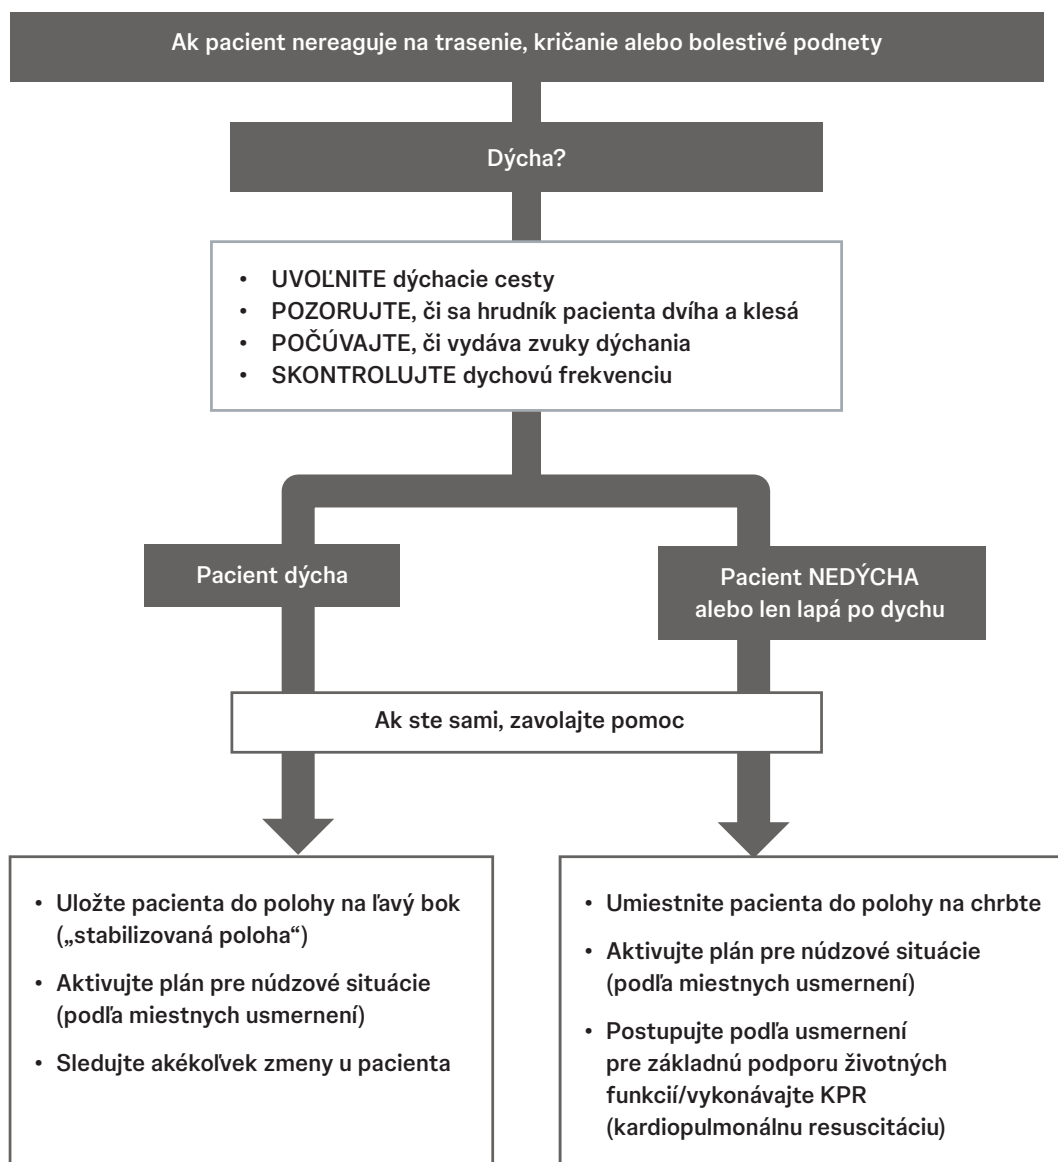 Ak pacient nereaguje na trasenie, kričanie alebo bolestivé podnety
Dýcha?
• UVOĽNITE dýchacie cesty
• POZORUJTE, či sa hrudník pacienta dvíha a klesá
• POČÚVAJTE, či vydáva zvuky dýchania
• SKONTROLUJTE dychovú frekvenciu
Pacient dýcha
Pacient NEDÝCHA
alebo len lapá po dychu
Ak ste sami, zavolajte pomoc
• Uložte pacienta do polohy na ľavý bok
(„stabilizovaná poloha“)
• Aktivujte plán pre núdzové situácie
(podľa miestnych usmernení)
• Sledujte akékoľvek zmeny u pacienta
• Umiestnite pacienta do polohy na chrbte
• Aktivujte plán pre núdzové situácie
(podľa miestnych usmernení)
• Postupujte podľa usmernení
pre základnú podporu životných
funkcií/vykonávajte KPR
(kardiopulmonálnu resuscitáciu)